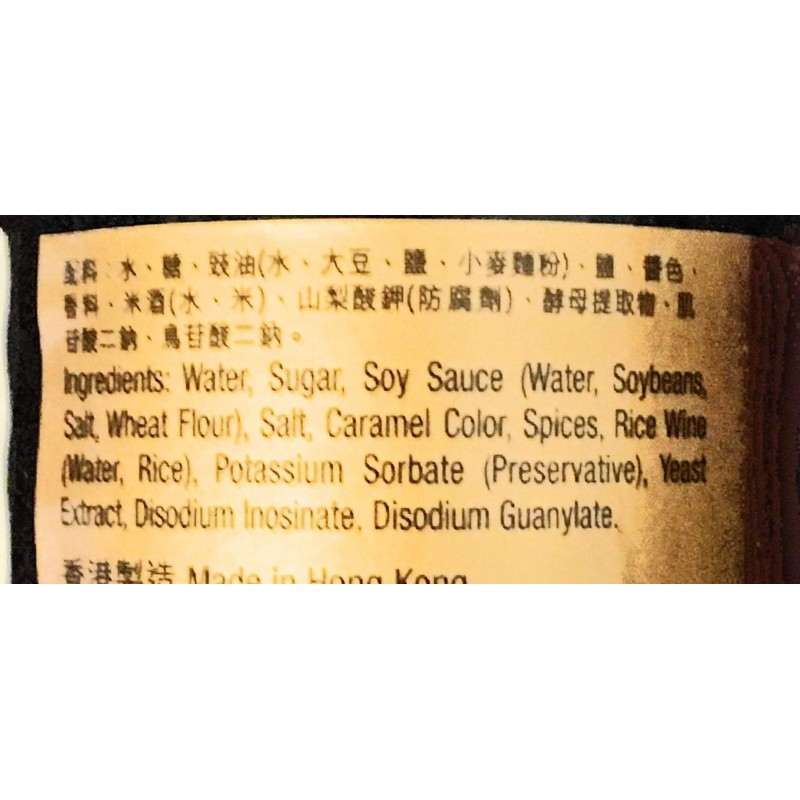 配料：水、糖、豉油(水、大豆、鹽、小麥麵粉)、鹽、醬色、
香料、米酒(水、米)、山梨酸鉀(防腐劑)、酵母提取物、肌
苷酸二鈉、鳥苷酸二鈉。
Ingredients: Water, Sugar, Soy Sauce (Water, Soybeans,
Salt, Wheat Flour), Salt, Caramel Color, Spices, Rice Wine
(Water, Rice), Potassium Sorbate (Preservative), Yeast
Extract, Disodium Inosinate, Disodium Guanylate.
香港製造 Made in Hong Kong